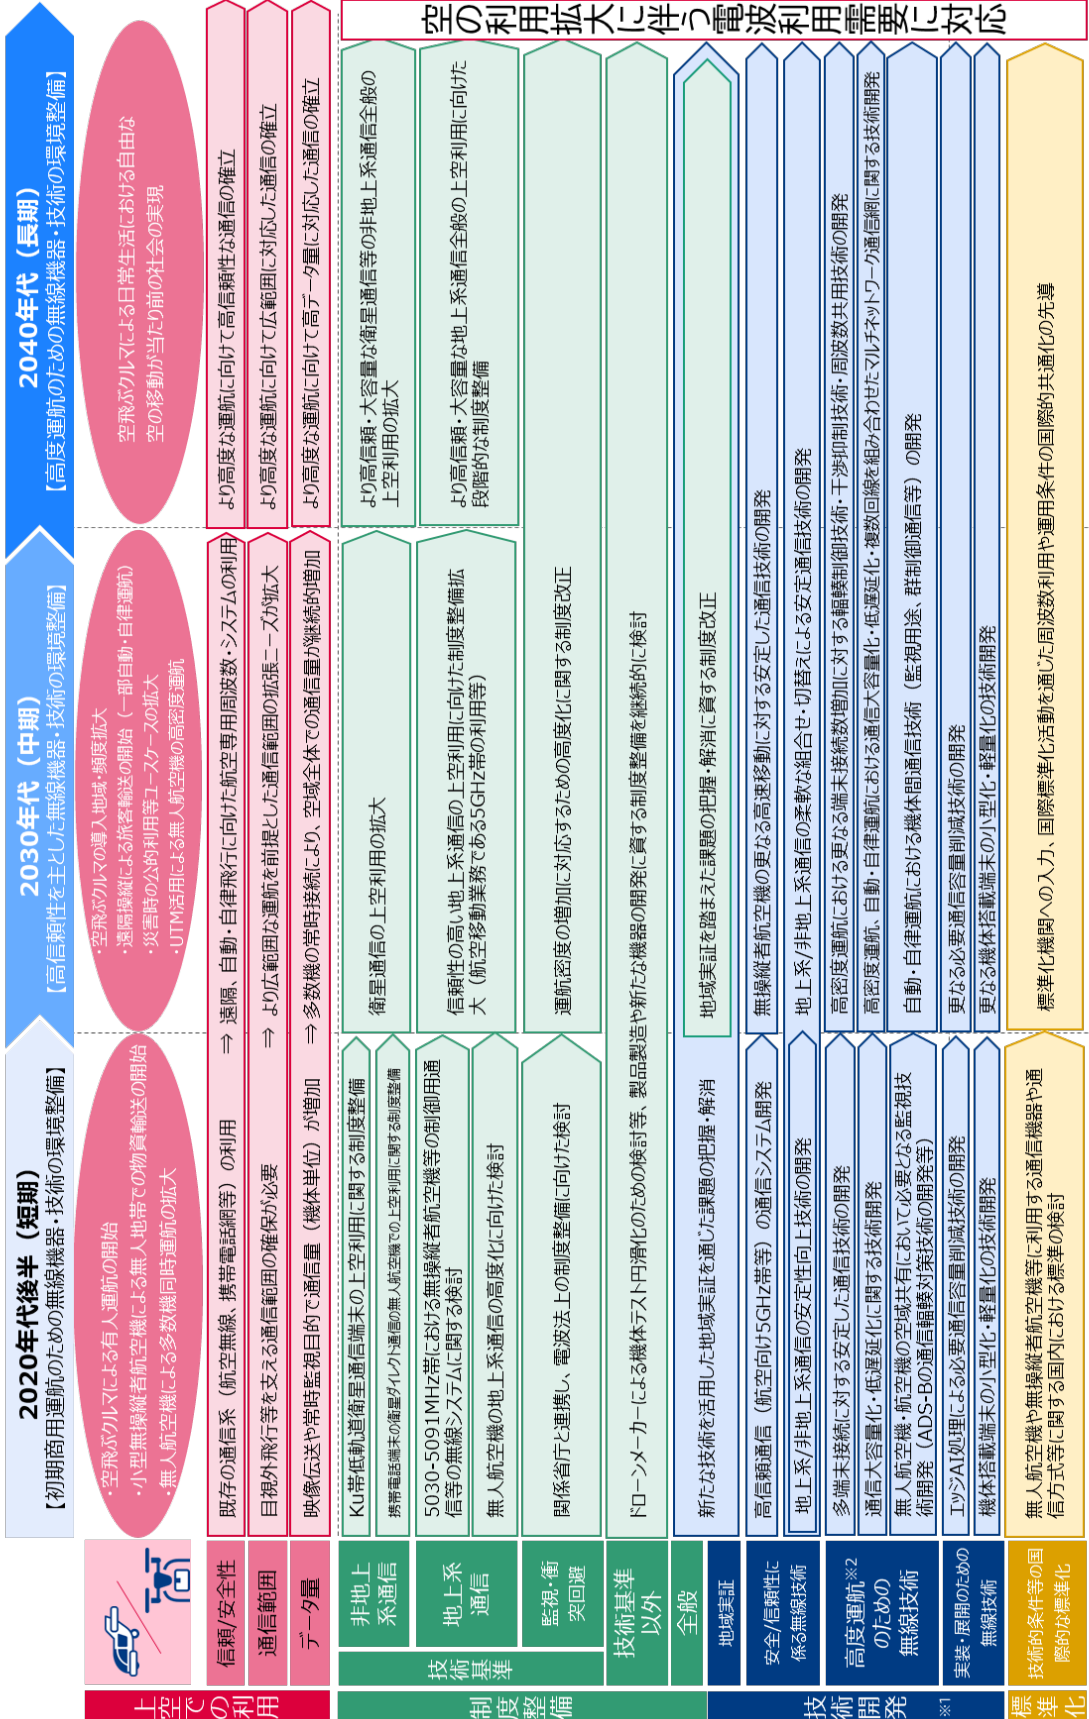 2020年代後半（短期）
【初期商用運航のための無線機器・技術の環境整備】
2030年代（中期）
【高信頼性を主とした無線機器・技術の環境整備】
2040年代（長期）
【高度運航のための無線機器・技術の環境整備】
・空飛ぶクルマによる有人運航の開始
・小型無操縦者航空機による無人地帯での物資輸送の開始
・無人航空機による多数機同時運航の拡大
・空飛ぶクルマの導入地域・頻度拡大
・遠隔操縦による旅客輸送の開始（一部自動・自律運航）
・災害時の公的利用等ユースケースの拡大
・UTM活用による無人航空機の高密度運航
空飛ぶクルマによる日常生活における自由な
空の移動が当たり前の社会の実現
上空での利用
信頼/安全性
既存の通信系（航空無線、携帯電話網等）の利用
⇒ 遠隔、自動・自律飛行に向けた航空専用周波数・システムの利用
より高度な運航に向けて高信頼性な通信の確立
通信範囲
目視外飛行等を支える通信範囲の確保が必要
⇒ より広範囲な運航を前提とした通信範囲の拡張ニーズが拡大
より高度な運航に向けて広範囲に対応した通信の確立
データ量
映像伝送や常時監視目的で通信量（機体単位）が増加
⇒ 多数機の常時接続により、空域全体での通信量が継続的増加
より高度な運航に向けて高データ量に対応した通信の確立
空の利用拡大に伴う電波利用需要に対応
制度整備
技術基準
非地上
系通信
Ku帯低軌道衛星通信端末の上空利用に関する制度整備
携帯電話端末の衛星ダイレクト通信の無人航空機での上空利用に関する制度整備
衛星通信の上空利用の拡大
より高信頼・大容量な衛星通信等の非地上系通信全般の
上空利用の拡大
地上系
通信
5030-5091MHz帯における無操縦者航空機等の制御用通
信等の無線システムに関する検討
無人航空機の地上系通信の高度化に向けた検討
信頼性の高い地上系通信の上空利用に向けた制度整備拡
大（航空移動業務である5GHz帯の利用等）
より高信頼・大容量な地上系通信全般の上空利用に向けた
段階的な制度整備
監視・衝
突回避
関係省庁と連携し、電波法上の制度整備に向けた検討
運航密度の増加に対応するための高度化に関する制度改正
技術基準
以外
ドローンメーカーによる機体テスト円滑化のための検討等、製品製造や新たな機器の開発に資する制度整備を継続的に検討
全般
地域実証
新たな技術を活用した地域実証を通じた課題の把握・解消
地域実証を踏まえた課題の把握・解消に資する制度改正
技術開発
※1
安全/信頼性に
係る無線技術
高信頼通信（航空向け5GHz帯等）の通信システム開発
無操縦者航空機の更なる高速移動に対する安定した通信技術の開発
地上系/非地上系通信の安定性向上技術の開発
地上系/非地上系通信の柔軟な組合せ・切替えによる安定通信技術の開発
高度運航※2
のための
無線技術
多端末接続に対する安定した通信技術の開発
高密度運航における更なる端末接続数増加に対する輻輳制御技術・干渉抑制技術・周波数共用技術の開発
通信大容量化・低遅延化に関する技術開発
高密度運航、自動・自律運航における通信大容量化・低遅延化・複数回線を組み合わせたマルチネットワーク通信網に関する技術開発
無人航空機・航空機の空域共有において必要となる監視技
術開発（ADS-Bの通信輻輳対策技術の開発等）
自動・自律運航における機体間通信技術（監視用途、群制御通信等）の開発
実装・展開のための
無線技術
エッジAI処理による必要通信容量削減技術の開発
更なる必要通信容量削減技術の開発
機体搭載端末の小型化・軽量化の技術開発
更なる機体搭載端末の小型化・軽量化の技術開発
標準化
技術的条件等の国
際的な標準化
無人航空機や無操縦者航空機等に利用する通信機器や通
信方式等に関する国内における標準の検討
標準化機関への入力、国際標準化活動を通じた周波数利用や運用条件の国際的共通化の先導